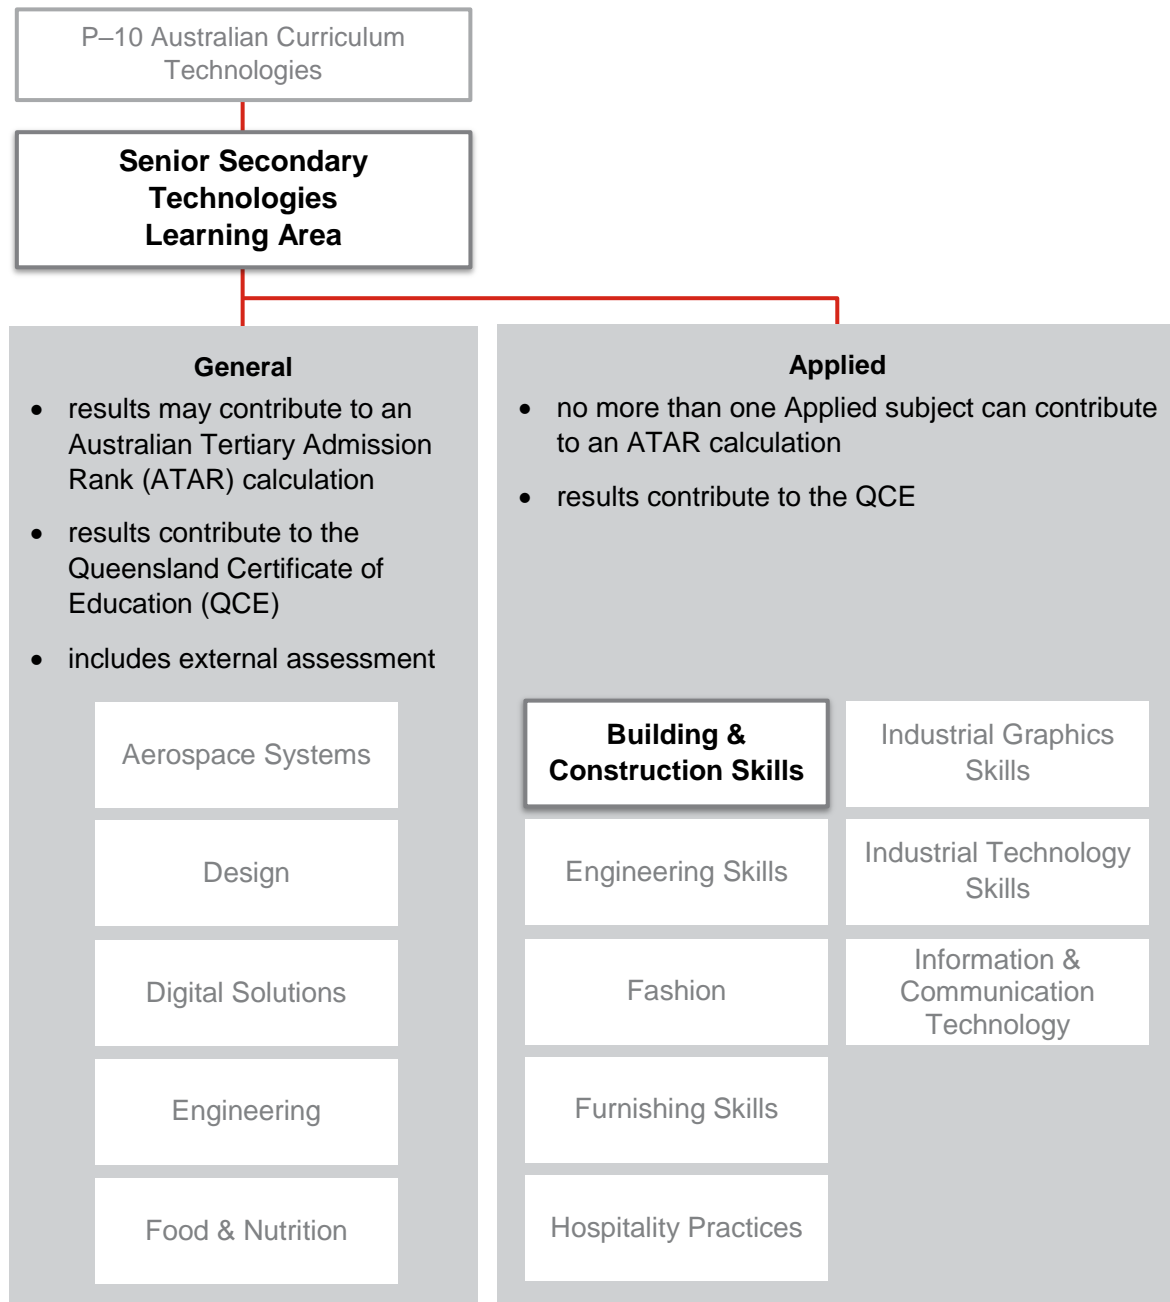 P–10 Australian Curriculum
Technologies
Senior Secondary
Technologies
Learning Area
General
• results may contribute to an
Australian Tertiary Admission
Rank (ATAR) calculation
• results contribute to the
Queensland Certificate of
Education (QCE)
• includes external assessment
Aerospace Systems
Design
Digital Solutions
Engineering
Food & Nutrition
Applied
• no more than one Applied subject can contribute
to an ATAR calculation
• results contribute to the QCE
Building &
Construction Skills
Engineering Skills
Fashion
Furnishing Skills
Hospitality Practices
Industrial Graphics
Skills
Industrial Technology
Skills
Information &
Communication
Technology